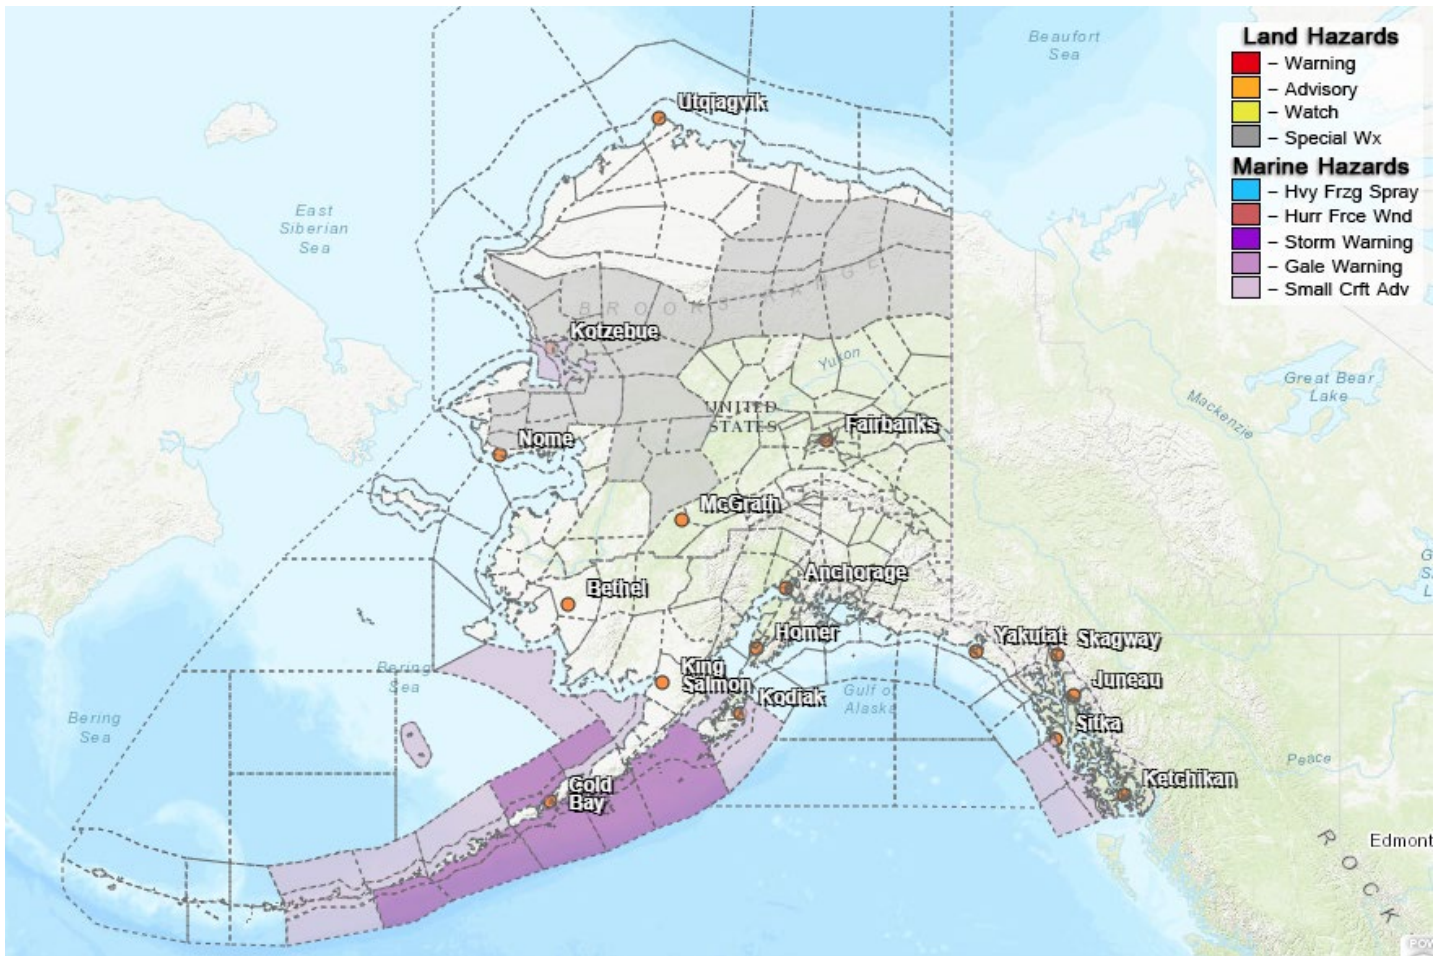 Beaufort
Sea
Land Hazards
– Warning
– Advisory
– Watch
– Special Wx
Marine Hazards
– Hvy Frzg Spray
– Hurr Frce Wnd
– Storm Warning
– Gale Warning
– Small Crft Adv
Utqiagvik
East
Siberian
Sea
BROOKS RANGE
Kotzebue
Yukon
Great Bear
Lake
Mackenzie
UNITED
STATES
Fairbanks
Nome
McGrath
Anchorage
Bethel
Homer
Yakutat
Skagway
King
Salmon
Kodiak
Juneau
Bering
Sea
Gulf o
Alaska
Sitka
Bering
Sea
Peace
Ketchikan
Cold
Bay
Edmont
ROCK
POW